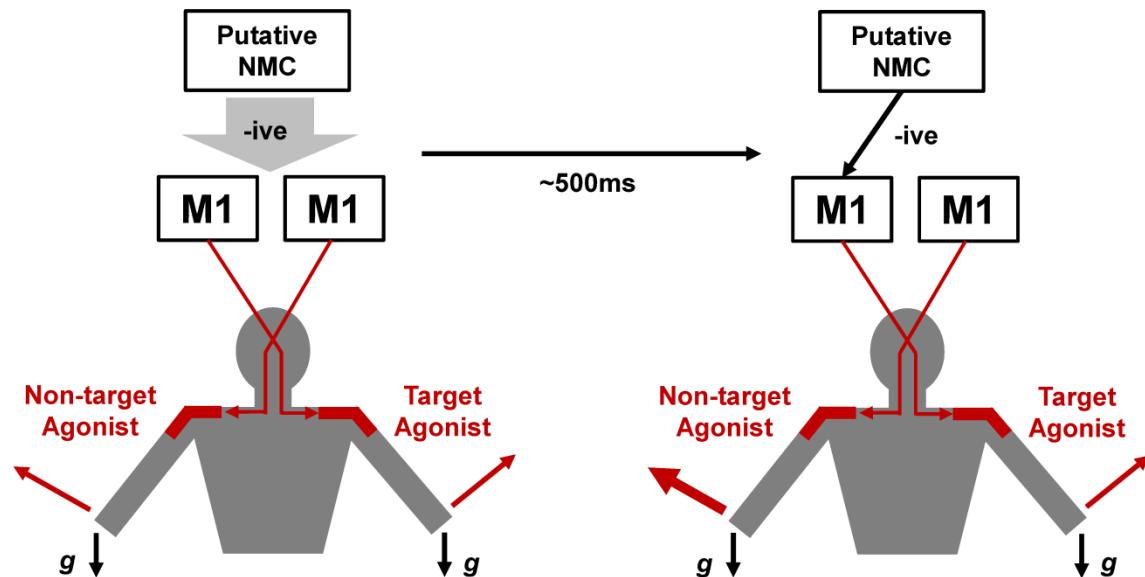 Putative
NMC
-ive
M1
M1
Non-target
Agonist
Target
Agonist
g
g
~500ms
Putative
NMC
-ive
M1
M1
Non-target
Agonist
Target
Agonist
g
g